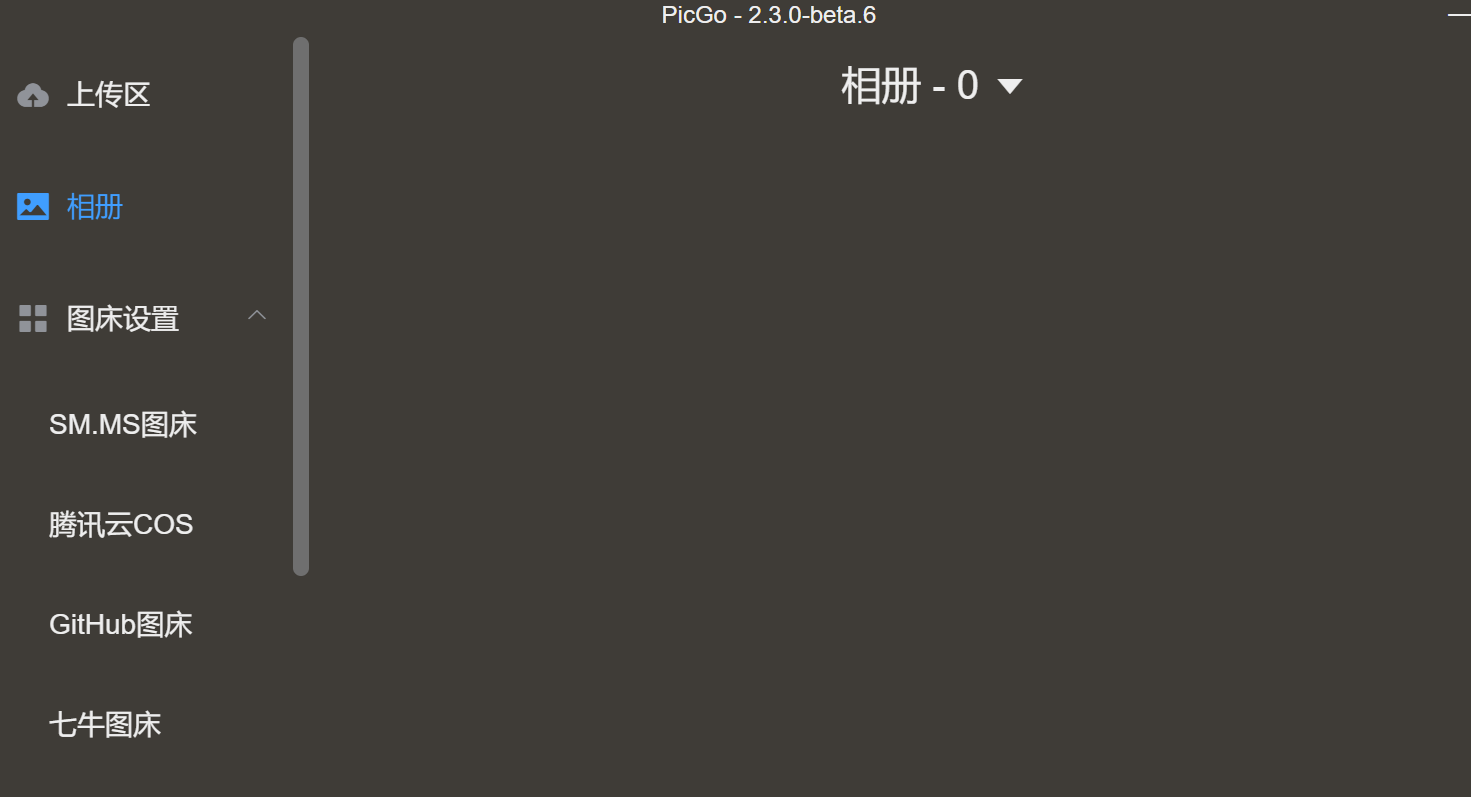 PicGo - 2.3.0-beta.6
上传区
相册
图床设置
SM.MS图床
腾讯云COS
GitHub图床
七牛图床
相册 - 0